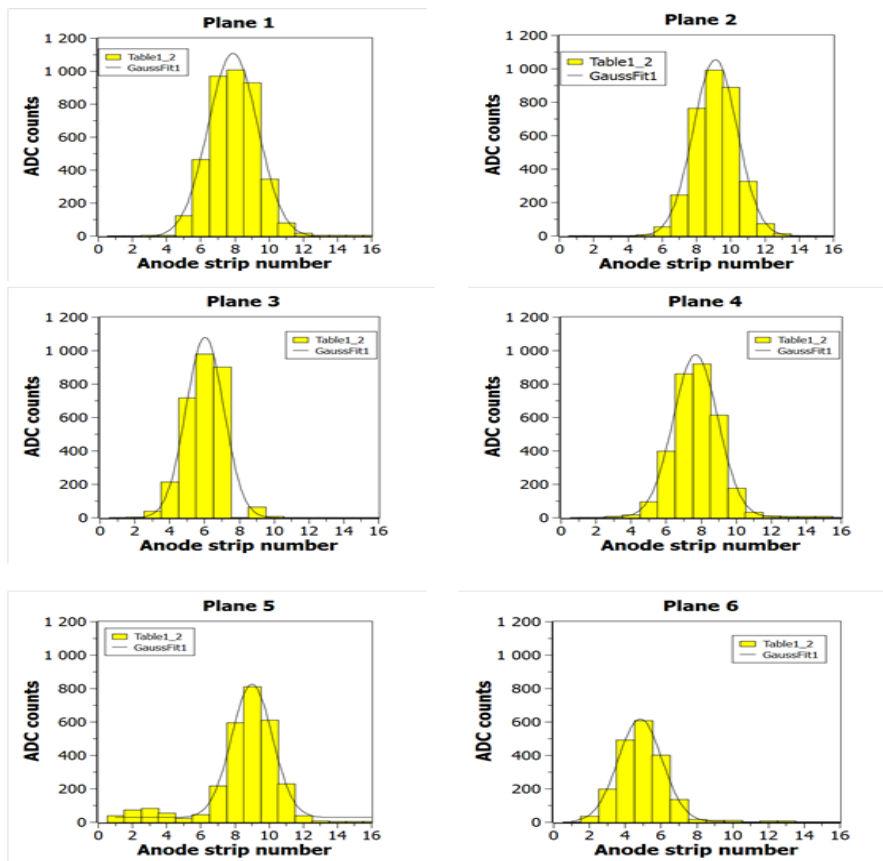 Plane 1
1 200
1 000
800
600
400
200
0
ADC counts
Table1_2
GaussFit1
0 2 4 6 8 10 12 14 16
Anode strip number
Plane 2
1 200
1 000
800
600
400
200
0
ADC counts
Table1_2
GaussFit1
0 2 4 6 8 10 12 14 16
Anode strip number
Plane 3
1 200
1 000
800
600
400
200
0
ADC counts
Table1_2
GaussFit1
0 2 4 6 8 10 12 14 16
Anode strip number
Plane 4
1 200
1 000
800
600
400
200
0
ADC counts
Table1_2
GaussFit1
0 2 4 6 8 10 12 14 16
Anode strip number
Plane 5
1 200
1 000
800
600
400
200
0
ADC counts
Table1_2
GaussFit1
0 2 4 6 8 10 12 14 16
Anode strip number
Plane 6
1 200
1 000
800
600
400
200
0
ADC counts
Table1_2
GaussFit1
0 2 4 6 8 10 12 14 16
Anode strip number